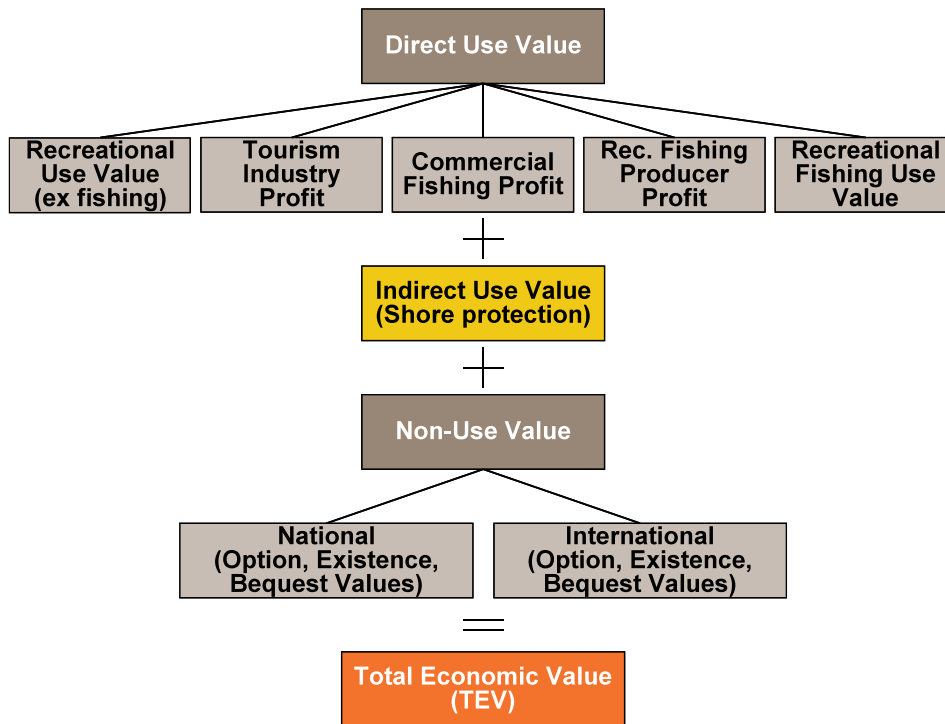 Direct Use Value
Recreational
Use Value
(ex fishing)
Tourism
Industry
Profit
Commercial
Fishing Profit
Rec. Fishing
Producer
Profit
Recreational
Fishing Use
Value
+
Indirect Use Value
(Shore protection)
+
Non-Use Value
National
(Option, Existence,
Bequest Values)
International
(Option, Existence,
Bequest Values)
=
Total Economic Value
(TEV)